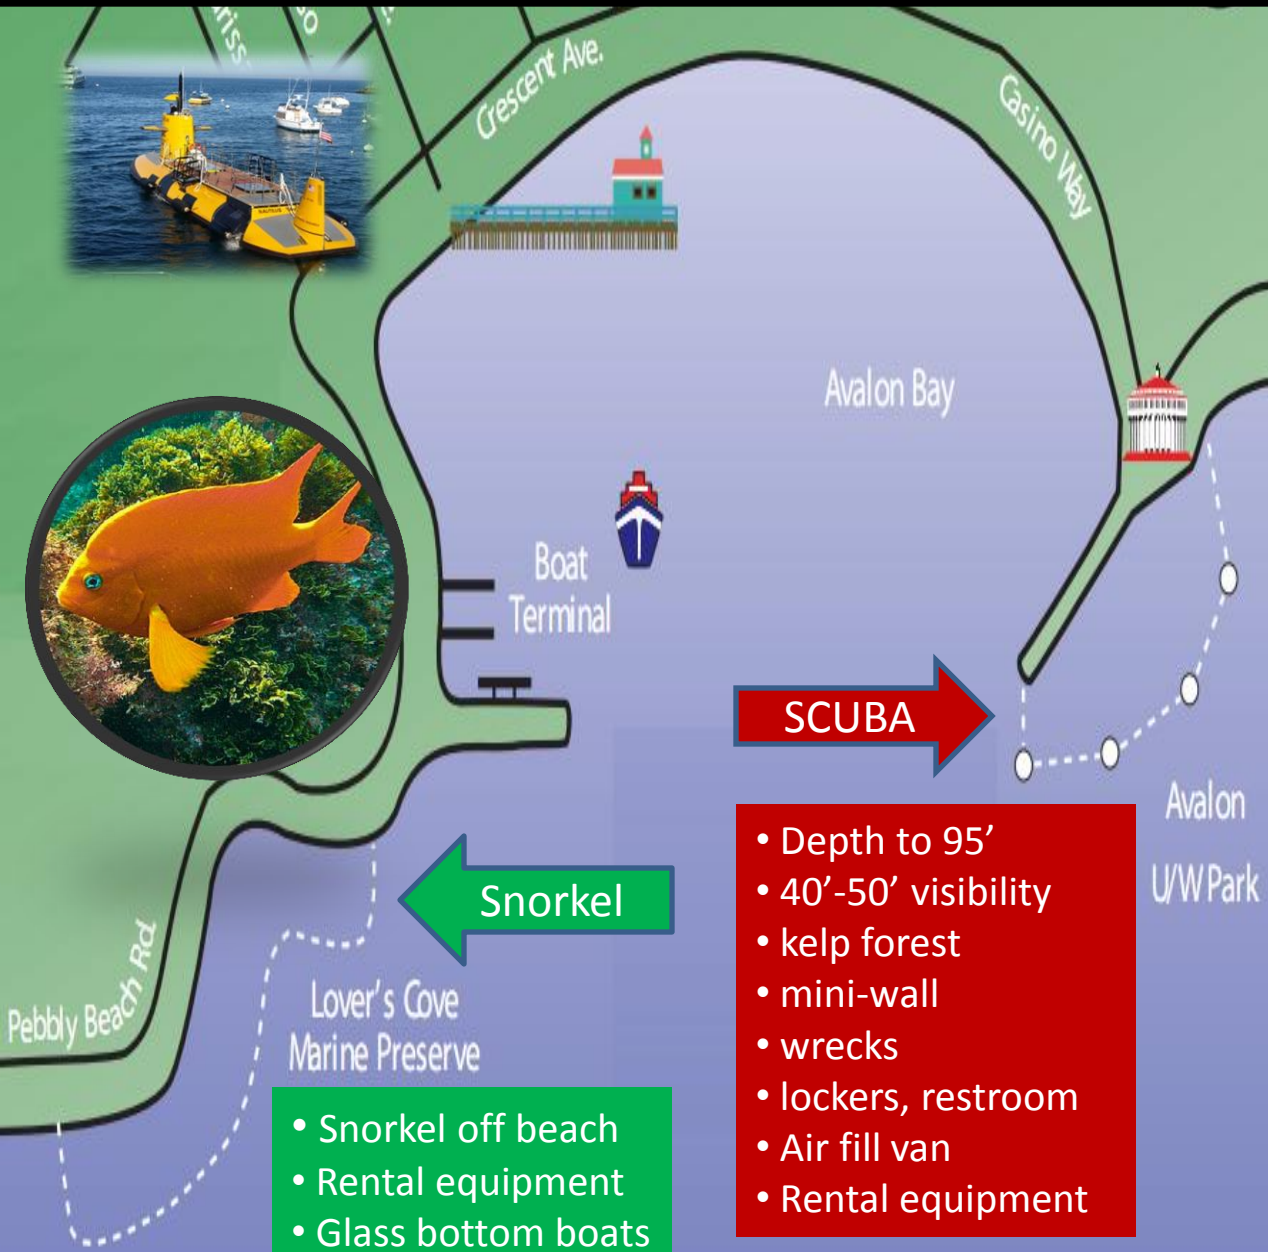 Crescent Ave.
Casino Way
Avalon Bay
Boat
Terminal
SCUBA
Avalon
U/W Park
• Depth to 95’
• 40’-50’ visibility
• kelp forest
• mini-wall
• wrecks
• lockers, restroom
• Air fill van
• Rental equipment
Snorkel
Pebbly Beach Rd.
Lover's Cove
Marine Preserve
• Snorkel off beach
• Rental equipment
• Glass bottom boats